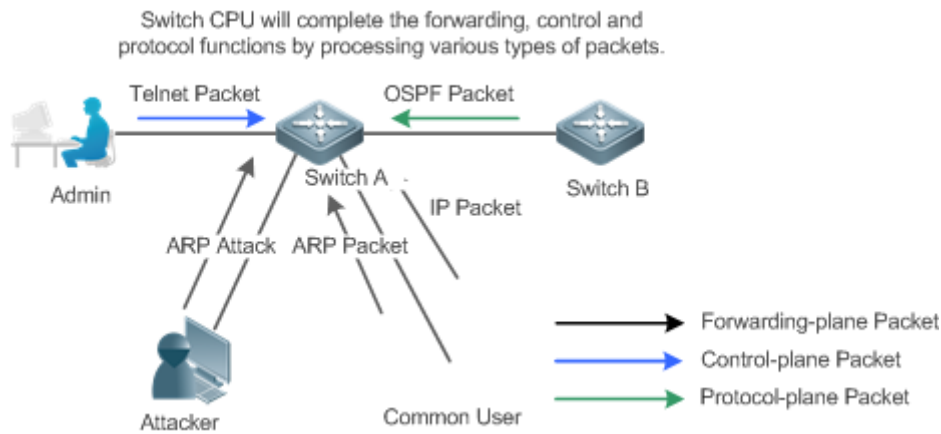 Switch CPU will complete the forwarding, control and
protocol functions by processing various types of packets.
Telnet Packet
OSPF Packet
Admin
Switch A
Switch B
IP Packet
ARP Attack
ARP Packet
Attacker
Common User
Forwarding-plane Packet
Control-plane Packet
Protocol-plane Packet